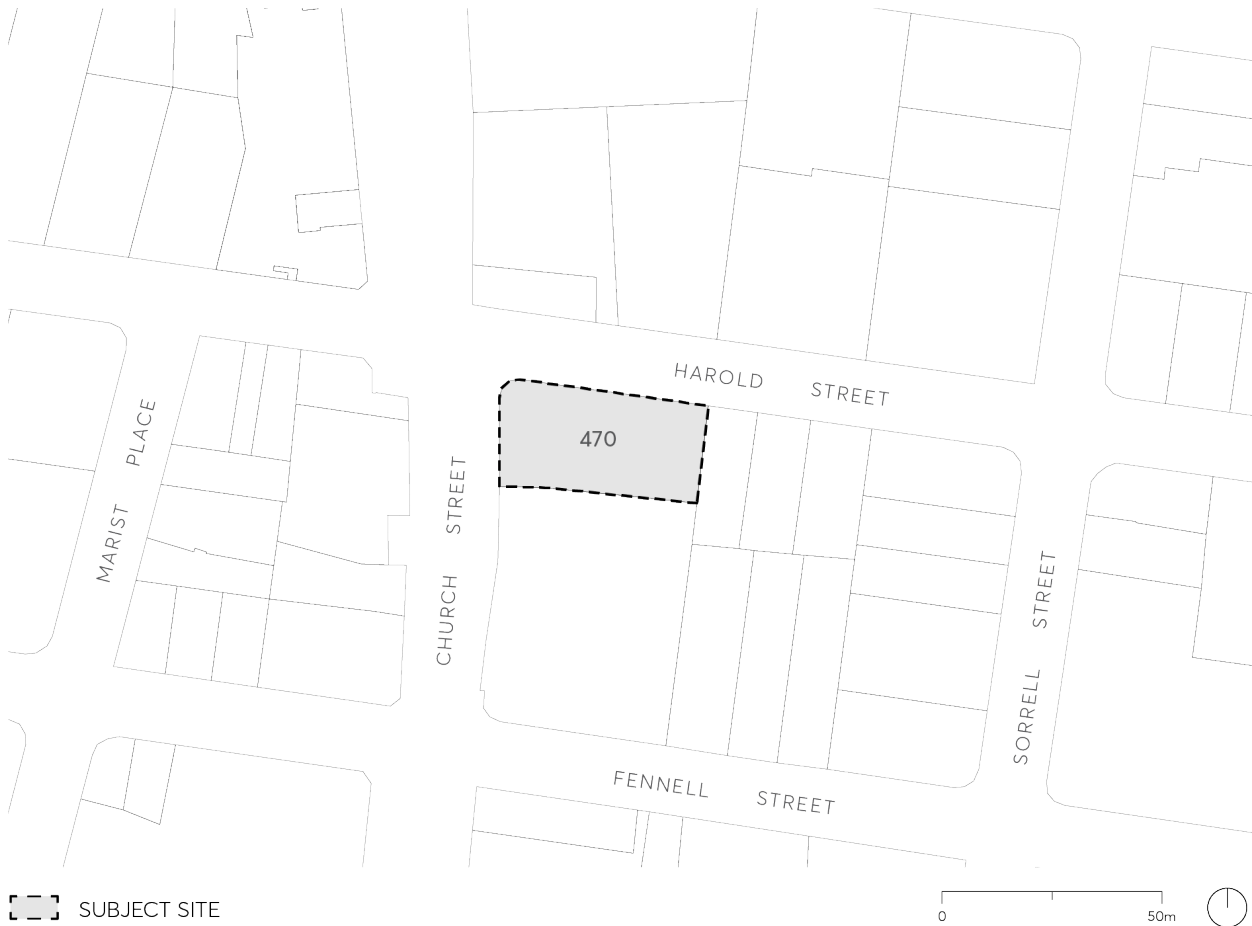 HAROLD STREET
470
MARIST PLACE
CHURCH STREET
SORRELL STREET
FENNELL STREET
SUBJECT SITE
0 50m